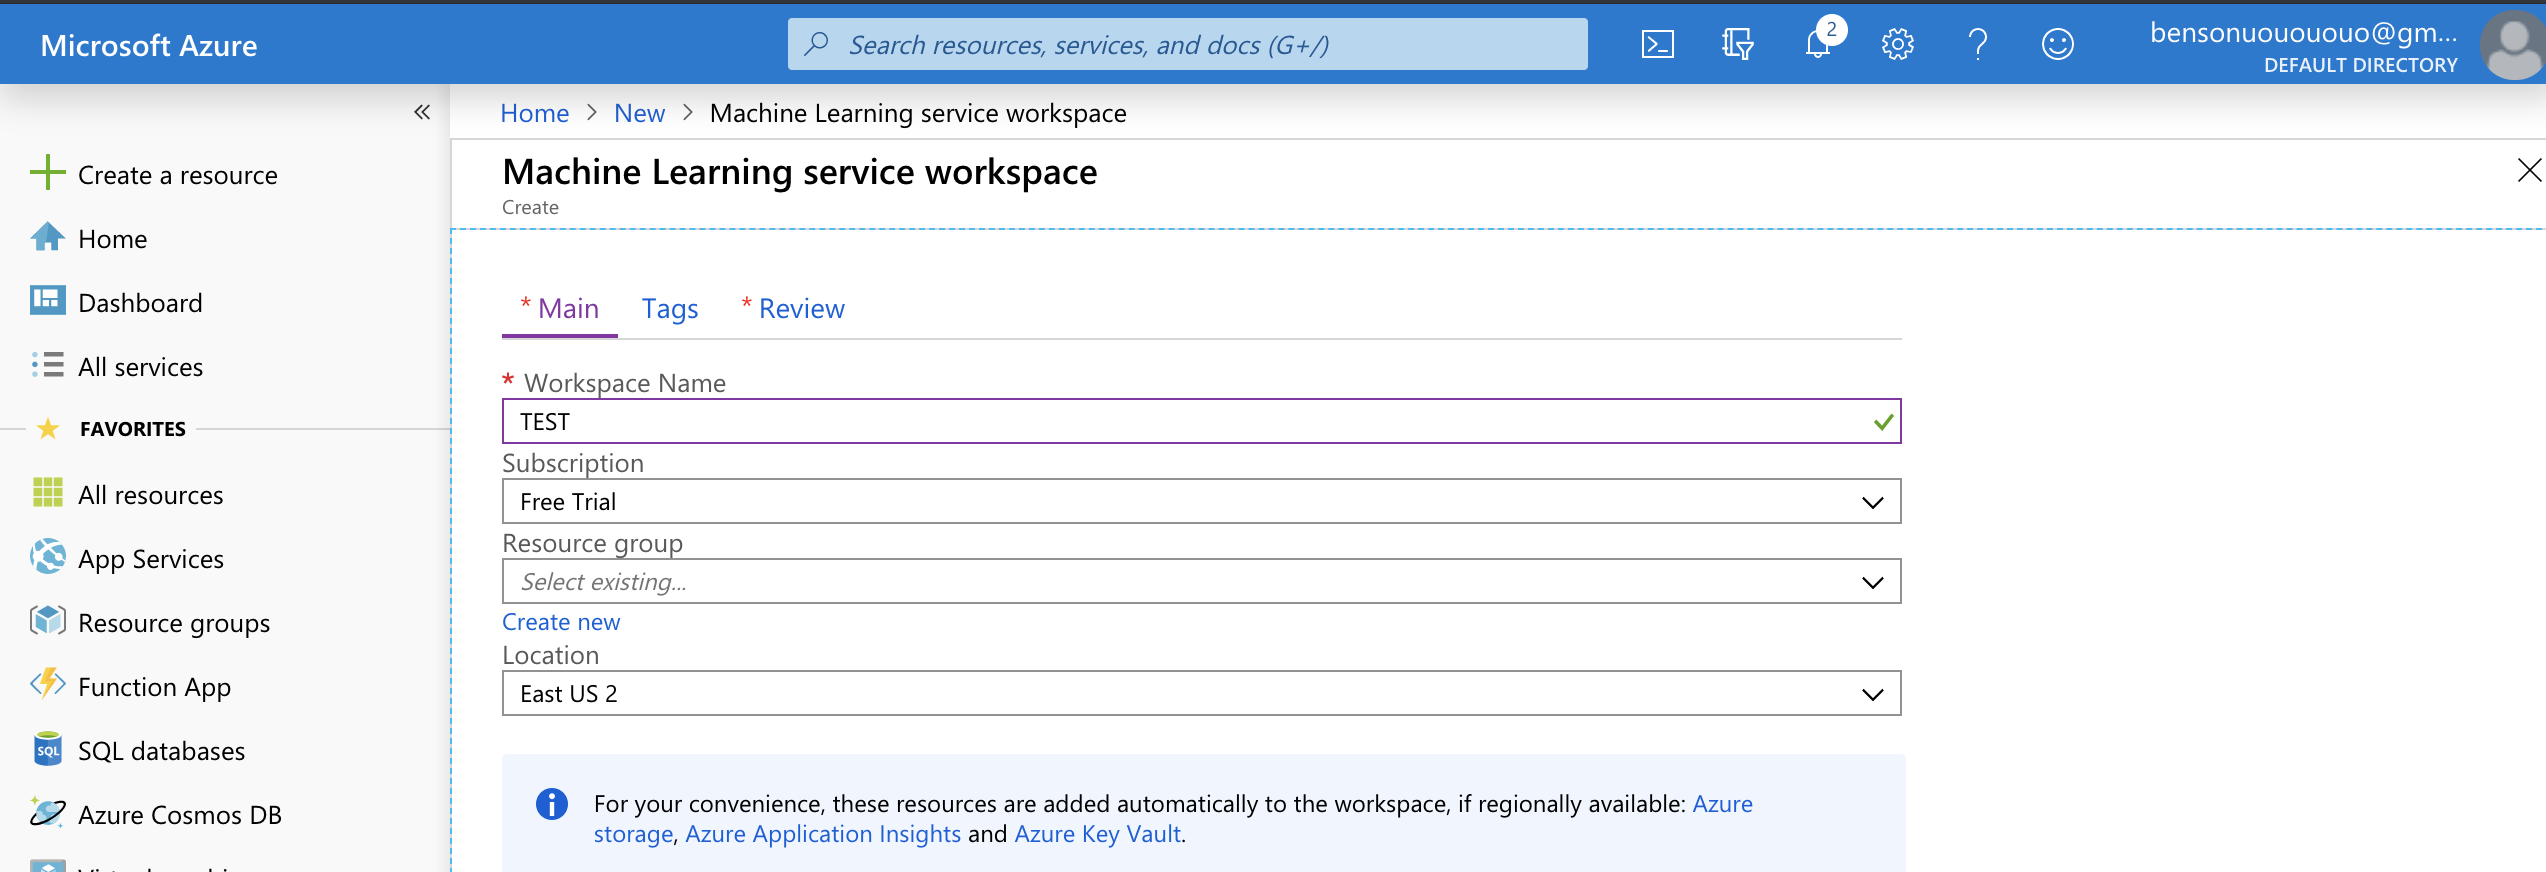 Microsoft Azure
Search resources, services, and docs (G+/)
2
bensonuouououo@gm...
DEFAULT DIRECTORY
«
Home > New > Machine Learning service workspace
Machine Learning service workspace
Create
Create a resource
Home
Dashboard
All services
FAVORITES
All resources
App Services
Resource groups
Function App
SQL databases
Azure Cosmos DB
* Main Tags * Review
* Workspace Name
TEST
Subscription
Free Trial
Resource group
Select existing...
Create new
Location
East US 2
For your convenience, these resources are added automatically to the workspace, if regionally available: Azure
storage, Azure Application Insights and Azure Key Vault.